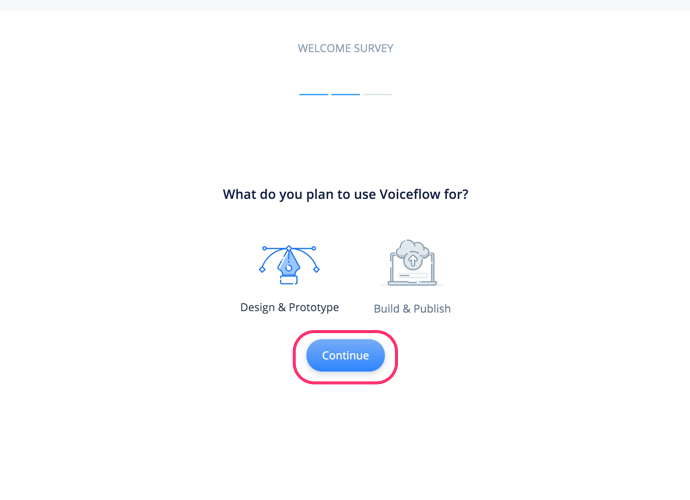 WELCOME SURVEY
What do you plan to use Voiceflow for?
Design & Prototype
Build & Publish
Continue